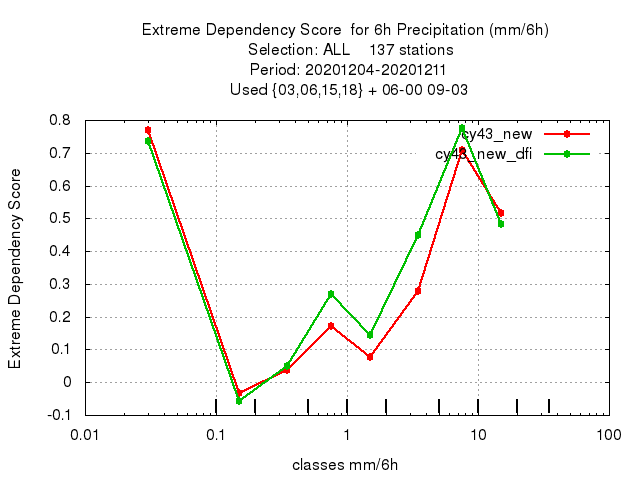 Extreme Dependency Score  for 6h Precipitation (mm/6h)
Selection: ALL    137 stations
Period: 20201204-20201211
Used {03,06,15,18} + 06-00 09-03
cy43_new
cy43_new_dfi
Extreme Dependency Score
0.8
0.7
0.6
0.5
0.4
0.3
0.2
0.1
0
-0.1
0.01
0.1
1
10
100
classes mm/6h